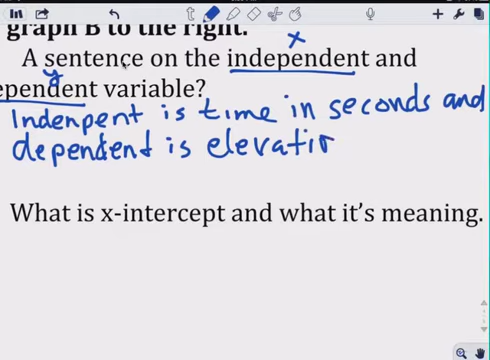 graph B to the right.
x
A sentence on the independent and
y
ependent variable?
Indenpent is time in seconds and
dependent is elevatir
What is x-intercept and what it's meaning.